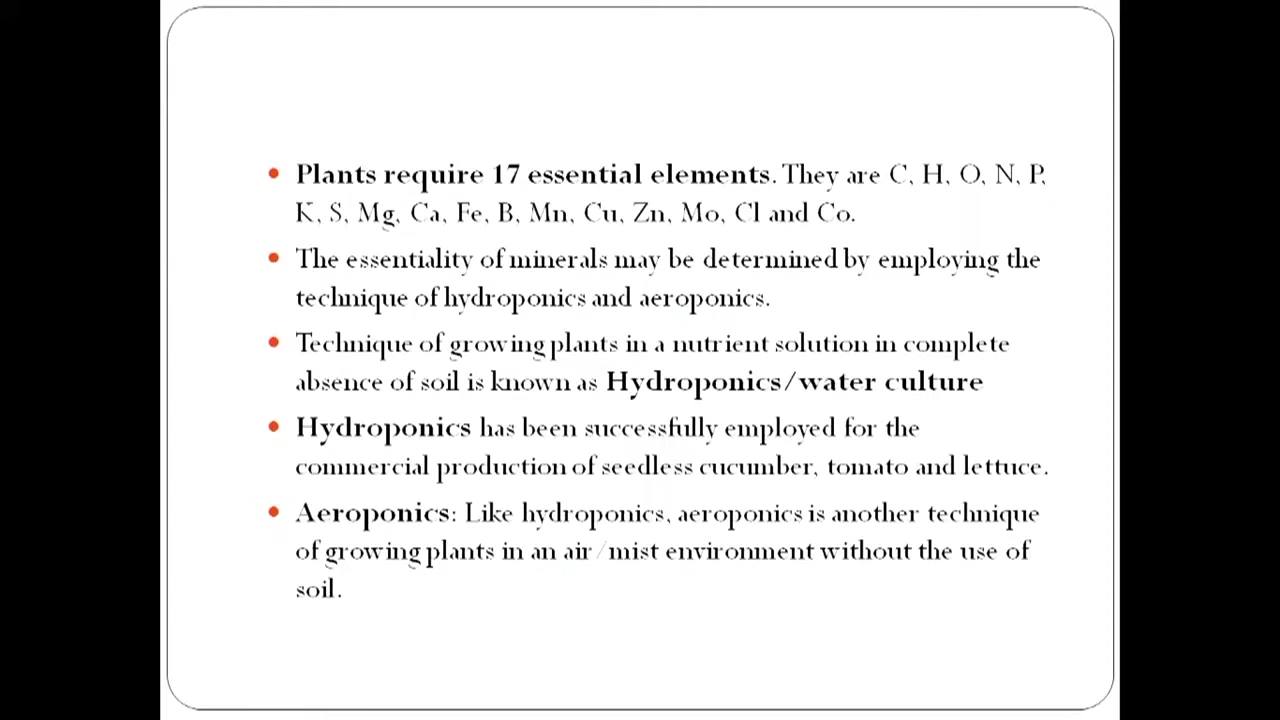 • Plants require 17 essential elements. They are C, H, O, N, P,
K, S, Mg, Ca, Fe, B, Mn, Cu, Zn, Mo, Cl and Co.
• The essentiality of minerals may be determined by employing the
technique of hydroponics and aeroponics.
• Technique of growing plants in a nutrient solution in complete
absence of soil is known as Hydroponics/water culture
• Hydroponics has been successfully employed for the
commercial production of seedless cucumber, tomato and lettuce.
• Aeroponics: Like hydroponics, aeroponics is another technique
of growing plants in an air/mist environment without the use of
soil.